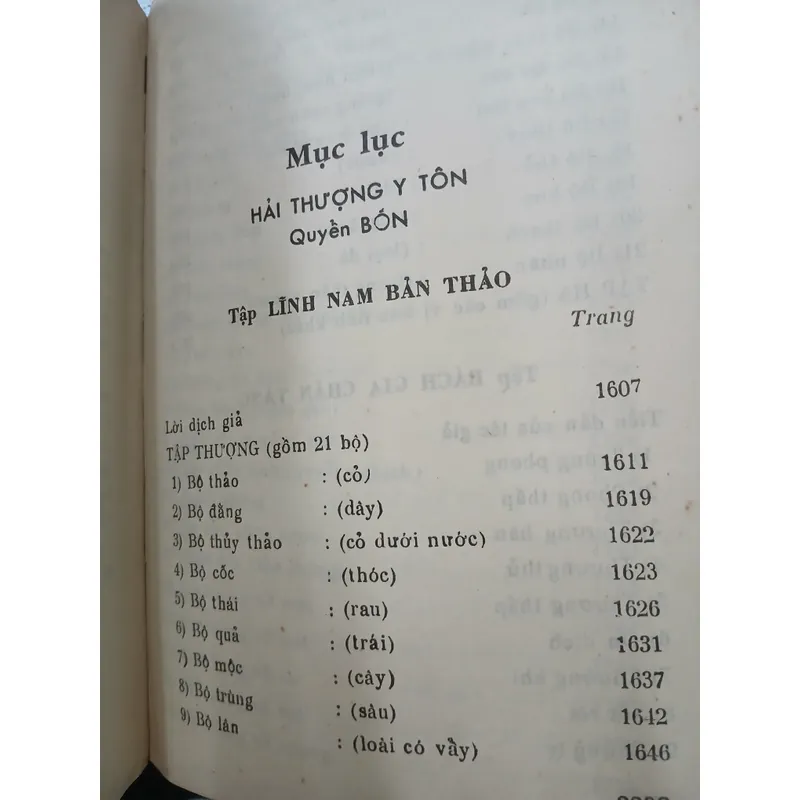 Mục lục
HẢI THƯỢNG Y TÔN
Quyển BỐN
Tập LĨNH NAM BẢN THẢO
Trang
Lời dịch giả 1607
TẬP THƯỢNG (gồm 21 bộ)
1) Bộ thảo : (cỏ) 1611
2) Bộ đằng : (dây) 1619
3) Bộ thủy thảo : (cỏ dưới nước) 1622
4) Bộ cốc : (thóc) 1623
5) Bộ thái : (rau) 1626
6) Bộ quả : (trái) 1631
7) Bộ mộc : (cây) 1637
8) Bộ trùng : (sâu) 1642
9) Bộ lân : (loài có vầy) 1646